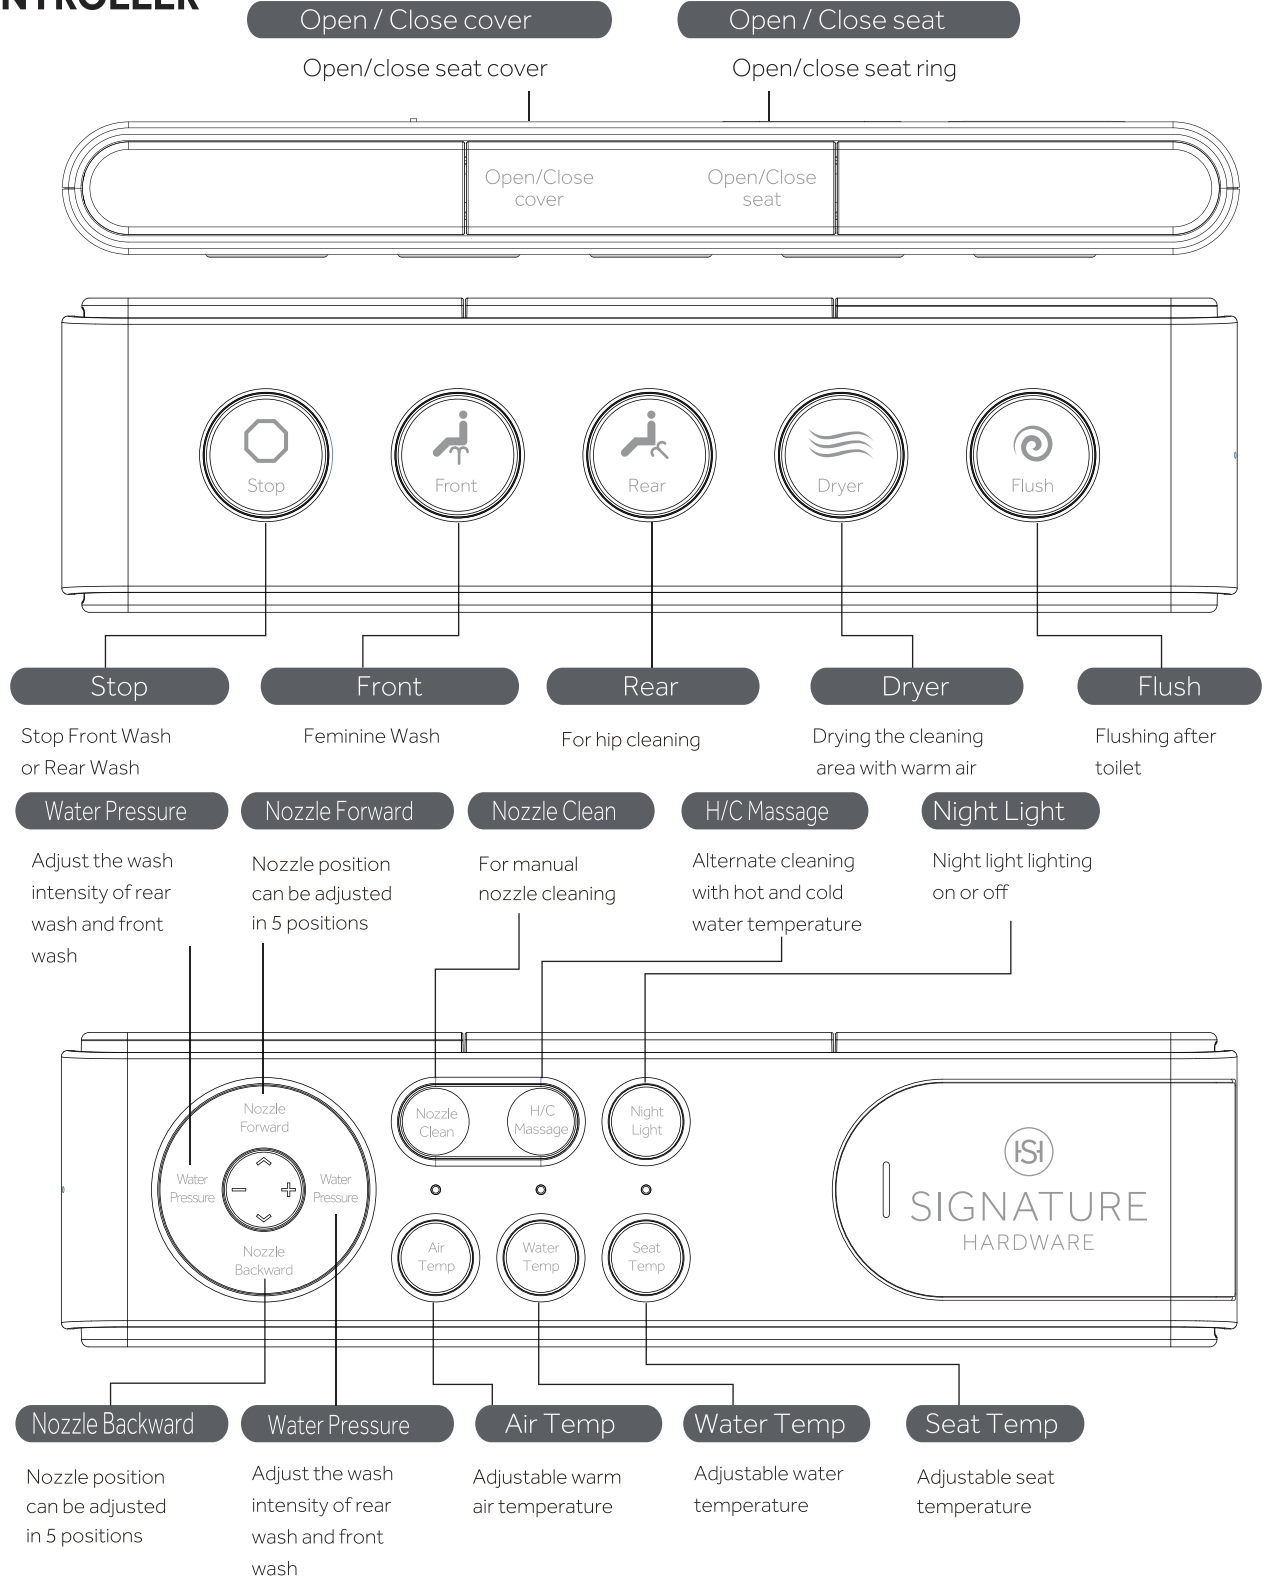 NTROLLER
Open / Close cover
Open / Close seat
Open/close seat cover
Open/close seat ring
Open/Close
cover
Open/Close
seat
Stop
Front
Rear
Dryer
Flush
Stop
Front
Rear
Dryer
Flush
Stop Front Wash
or Rear Wash
Feminine Wash
For hip cleaning
Drying the cleaning
area with warm air
Flushing after
toilet
Water Pressure
Nozzle Forward
Nozzle Clean
H/C Massage
Night Light
Adjust the wash
intensity of rear
wash and front
wash
Nozzle position
can be adjusted
in 5 positions
For manual
nozzle cleaning
Alternate cleaning
with hot and cold
water temperature
Night light lighting
on or off
Nozzle
Forward
Water
Pressure
Water
Pressure
Nozzle
Backward
Nozzle
Clean
H/C
Massage
Night
Light
Air
Temp
Water
Temp
Seat
Temp
SIGNATURE
HARDWARE
Nozzle Backward
Water Pressure
Air Temp
Water Temp
Seat Temp
Nozzle position
can be adjusted
in 5 positions
Adjust the wash
intensity of rear
wash and front
wash
Adjustable warm
air temperature
Adjustable water
temperature
Adjustable seat
temperature